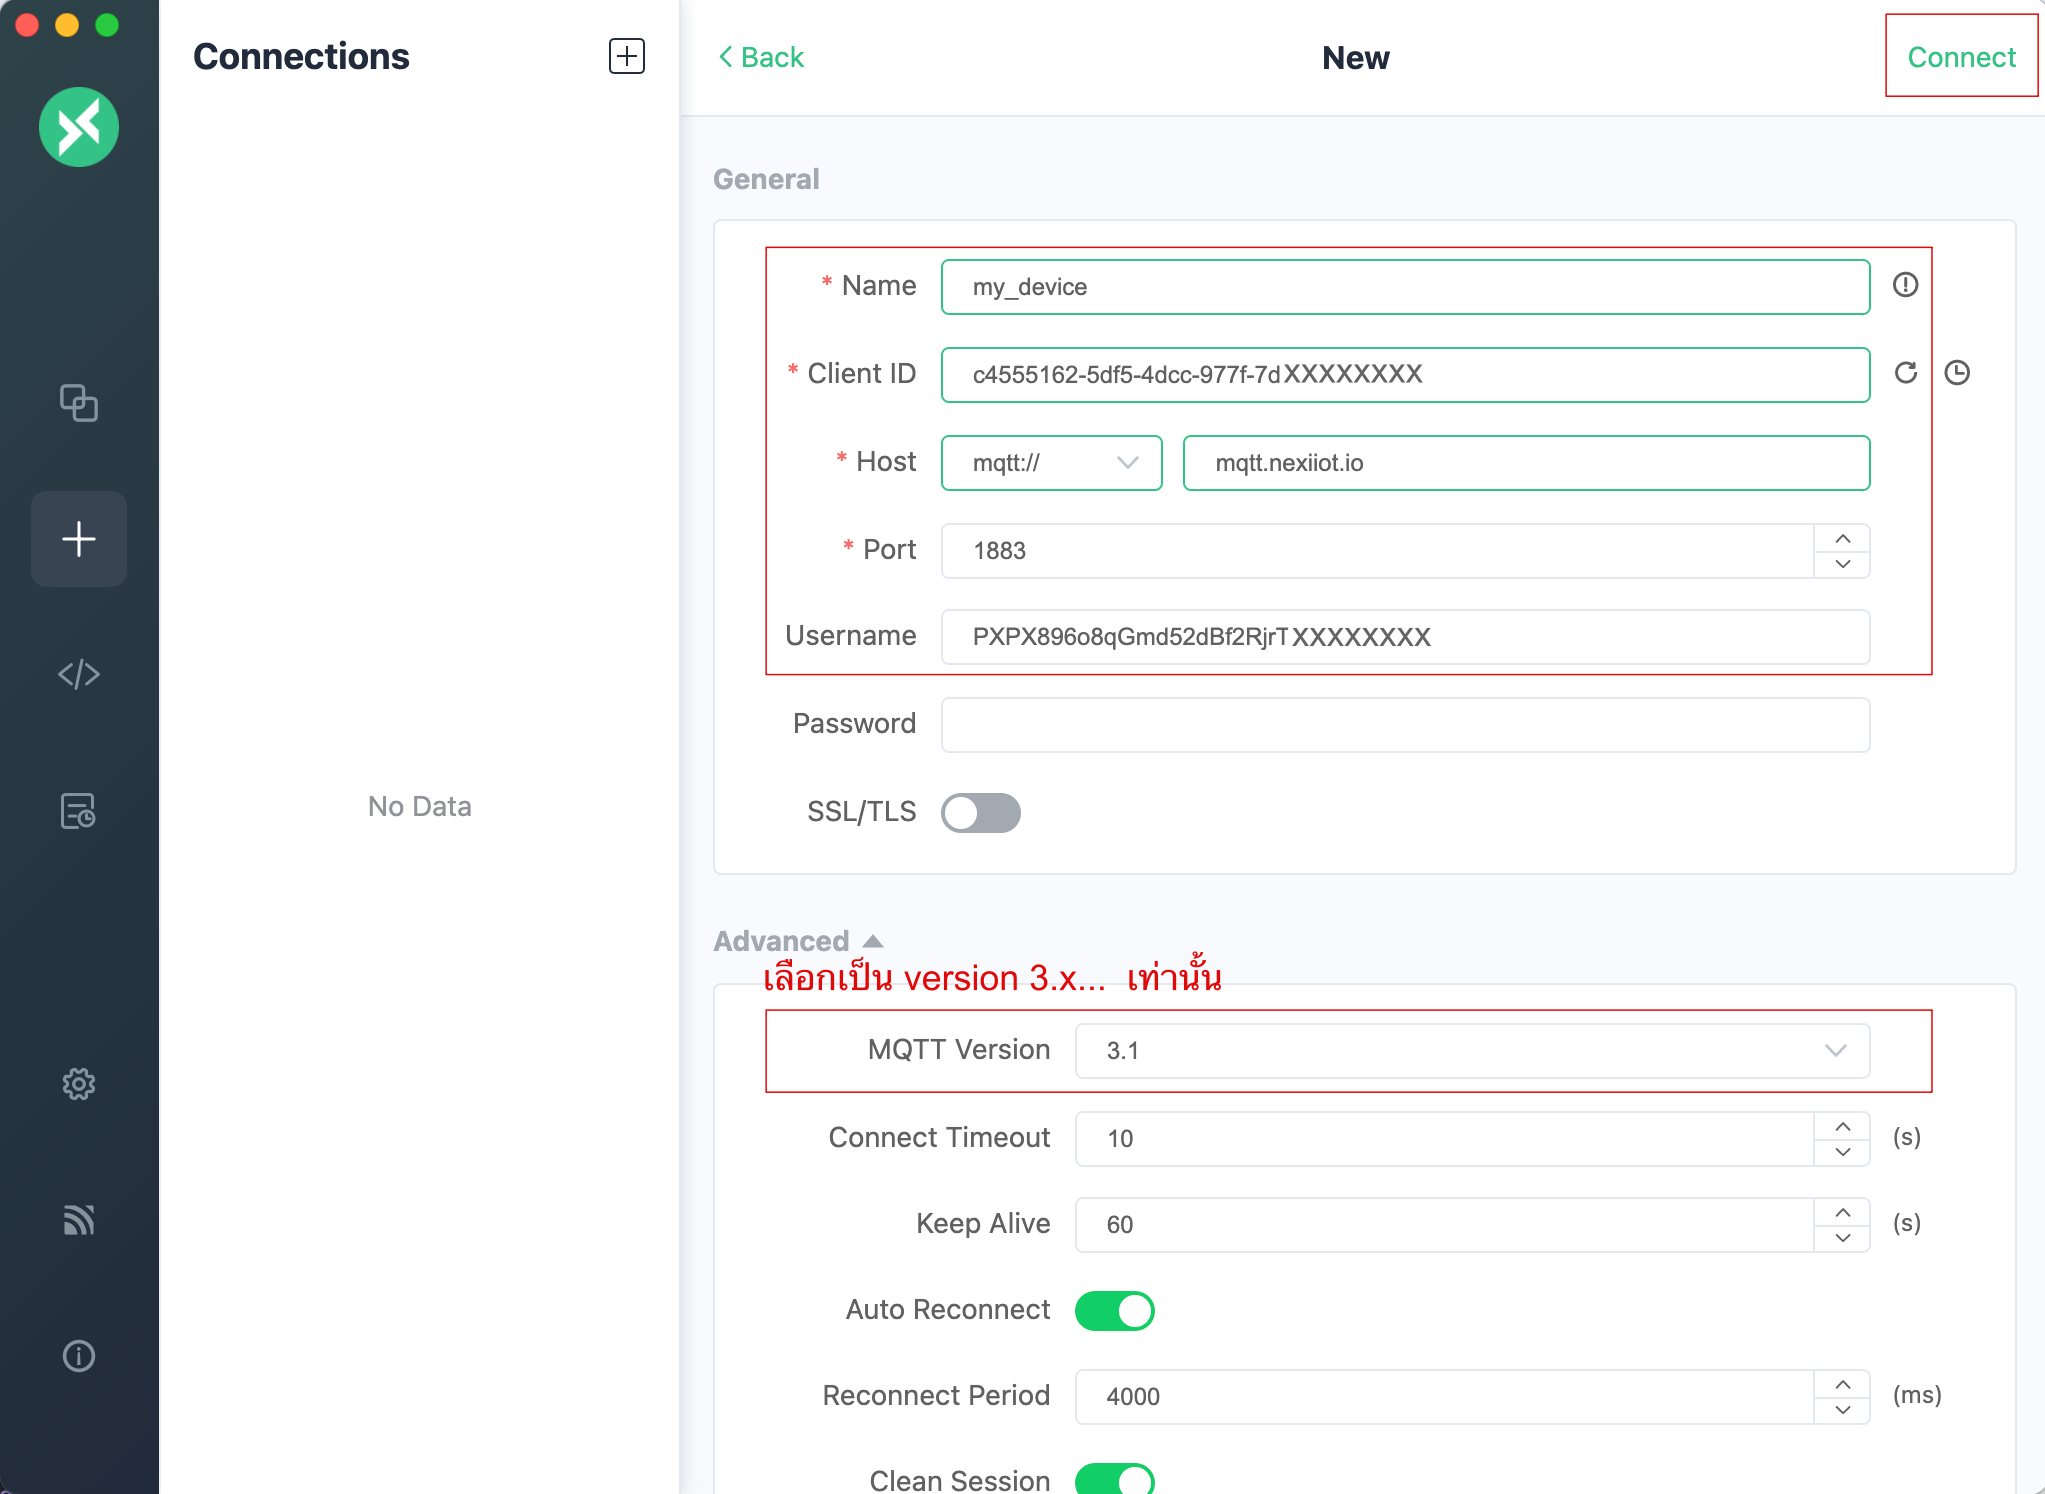 Connections
Back
New
Connect
General
* Name
my_device
* Client ID
c4555162-5df5-4dcc-977f-7dXXXXXXXX
* Host
mqtt://
mqtt.nexiiot.io
* Port
1883
Username
PXPX896o8qGmd52dBf2RjrTXXXXXXXX
Password
SSL/TLS
No Data
Advanced
เลือกเป็น version 3.x... เท่านั้น
MQTT Version
3.1
Connect Timeout
10
(s)
Keep Alive
60
(s)
Auto Reconnect
Reconnect Period
4000
(ms)
Clean Session